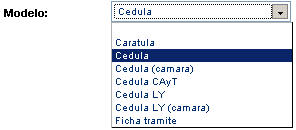 Modelo: Cedula
Caratula
Cedula
Cedula (camara)
Cedula CAyT
Cedula LY
Cedula LY (camara)
Ficha tramite